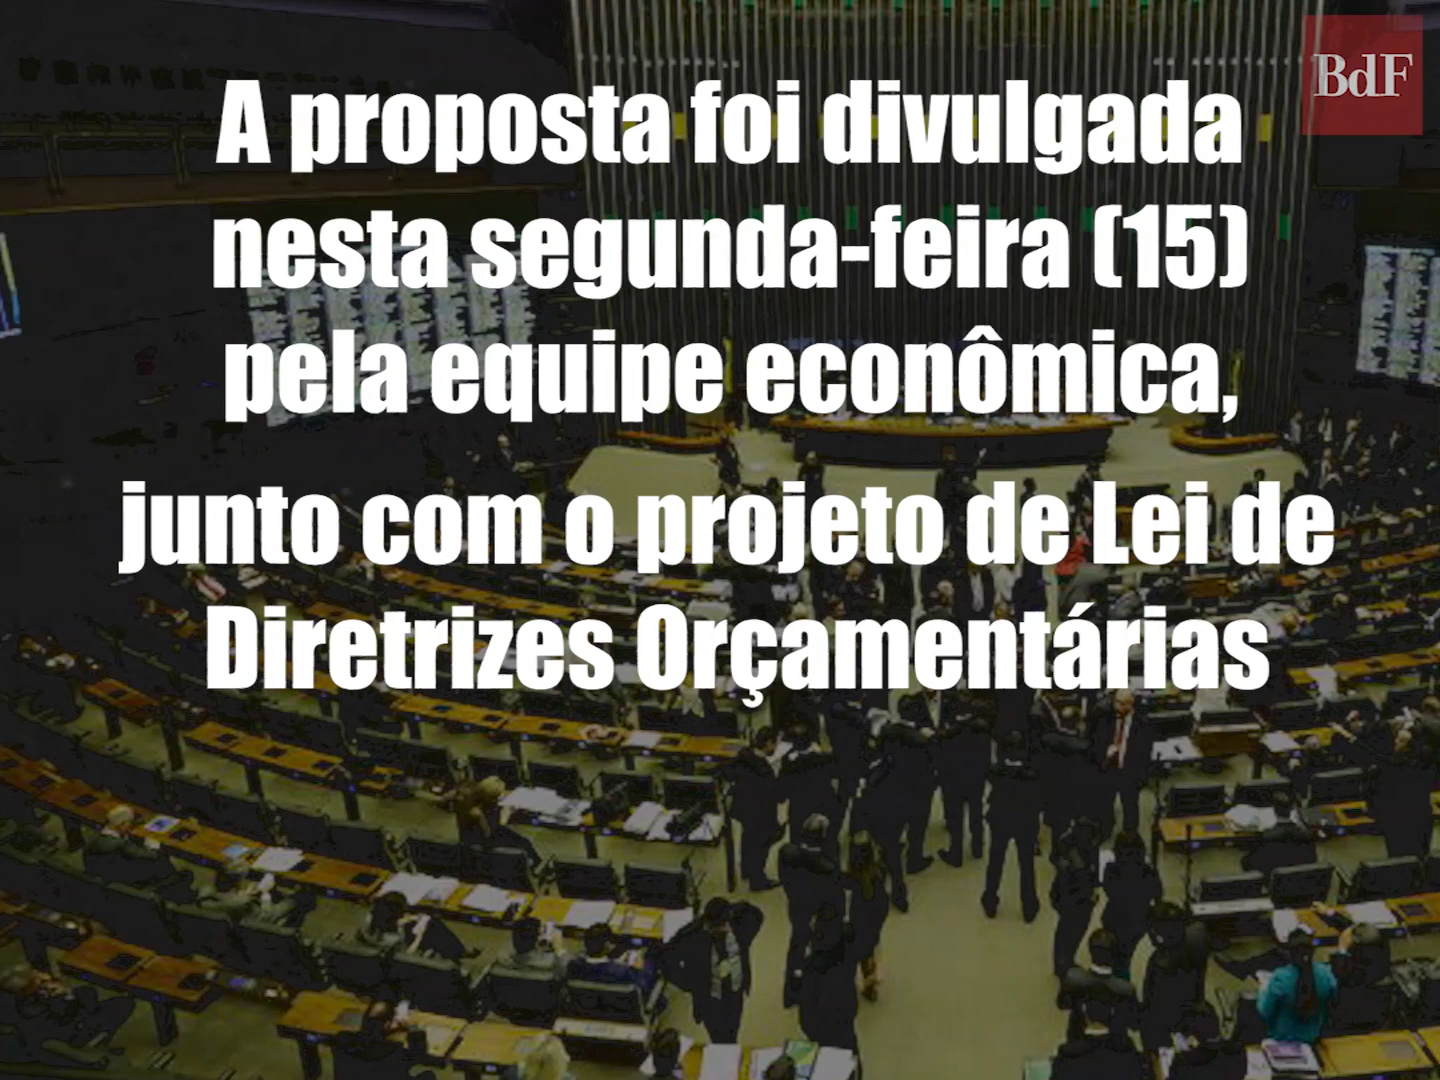 BdF
A proposta foi divulgada
nesta segunda-feira (15)
pela equipe econômica,
junto com o projeto de Lei de
Diretrizes Orçamentárias